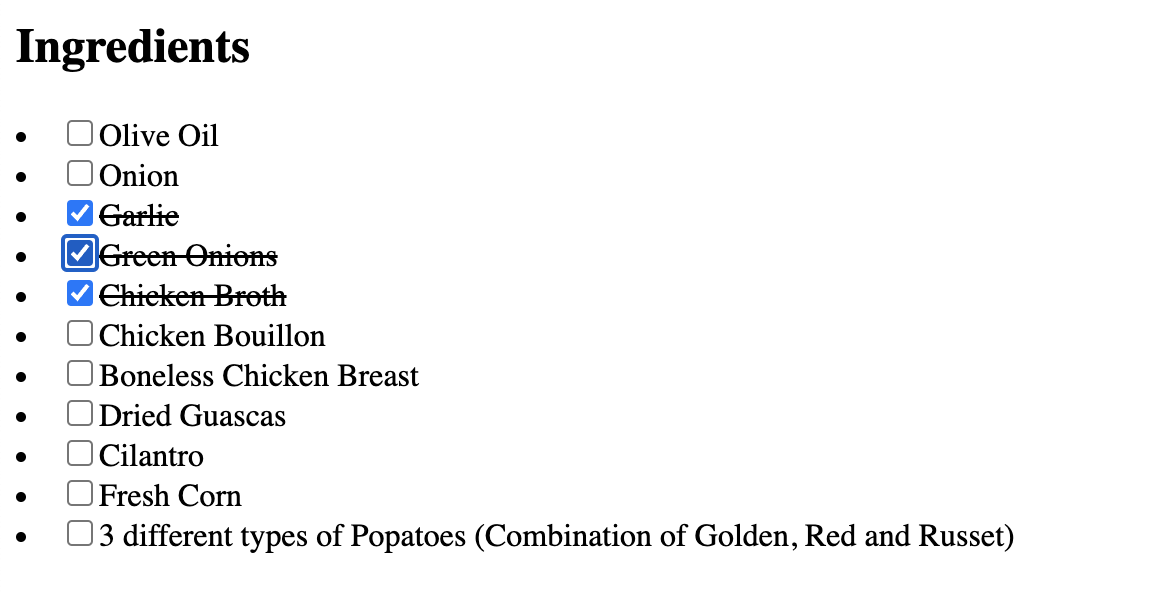 Ingredients
Olive Oil
Onion
Garlic
Green Onions
Chicken Broth
Chicken Bouillon
Boneless Chicken Breast
Dried Guascas
Cilantro
Fresh Corn
3 different types of Popatoes (Combination of Golden, Red and Russet)